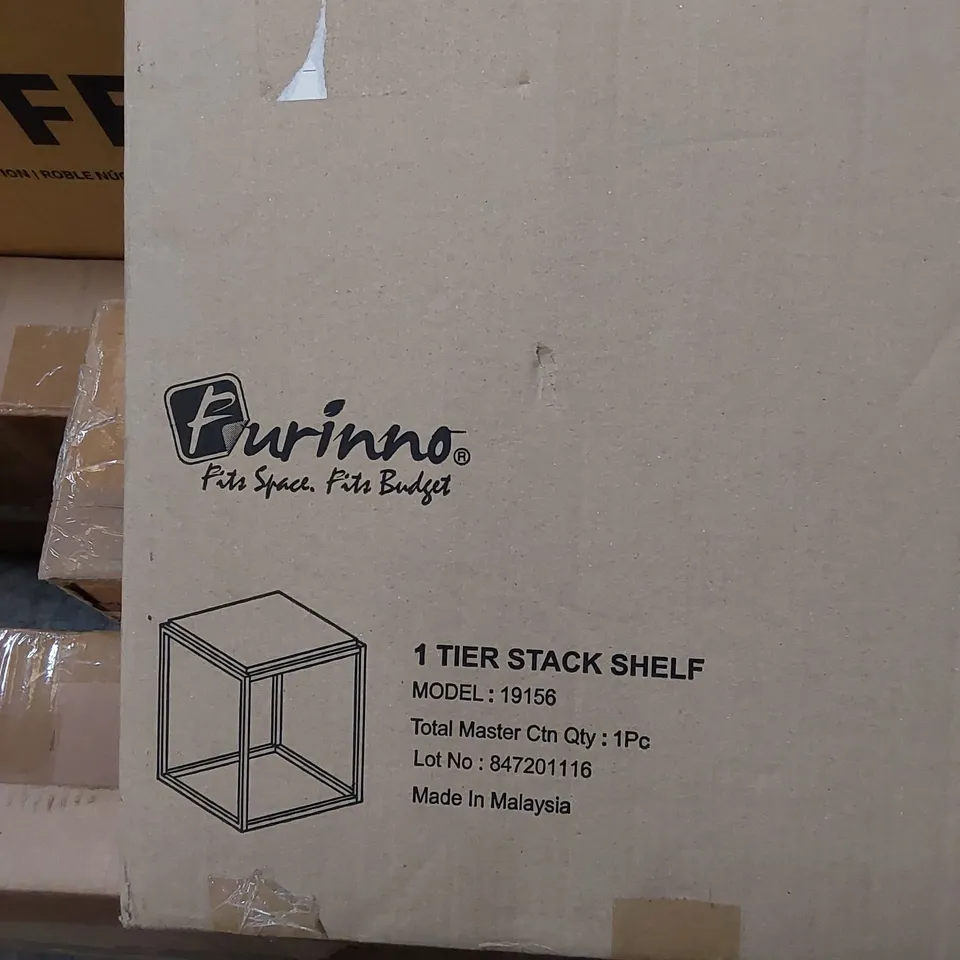 ION | ROBLE
Furinno®
Fits Space. Fits Budget
1 TIER STACK SHELF
MODEL : 19156
Total Master Ctn Qty : 1Pc
Lot No : 847201116
Made In Malaysia